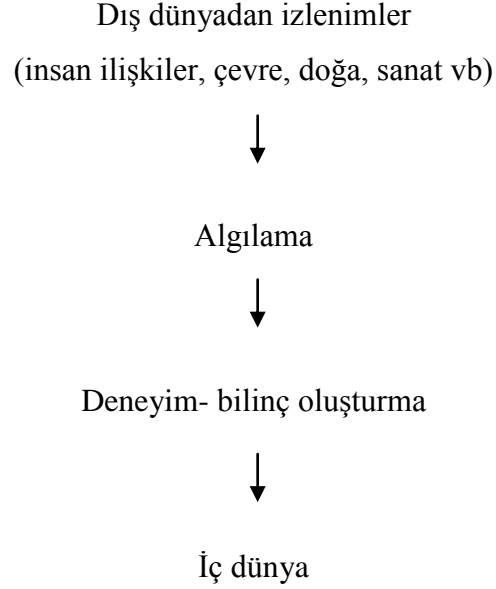 Dış dünyadan izlenimler
(insan ilişkiler, çevre, doğa, sanat vb)
Algılama
Deneyim- bilinç oluşturma
İç dünya